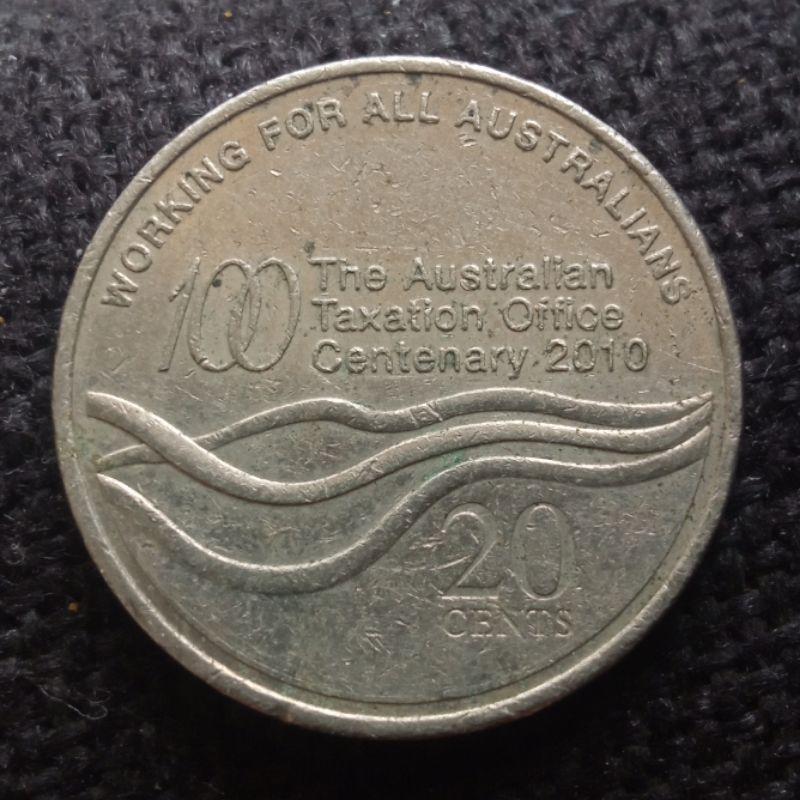 WORKING FOR ALL AUSTRALIANS
100
The Australian
Taxation Office
Centenary 2010
20
CENTS